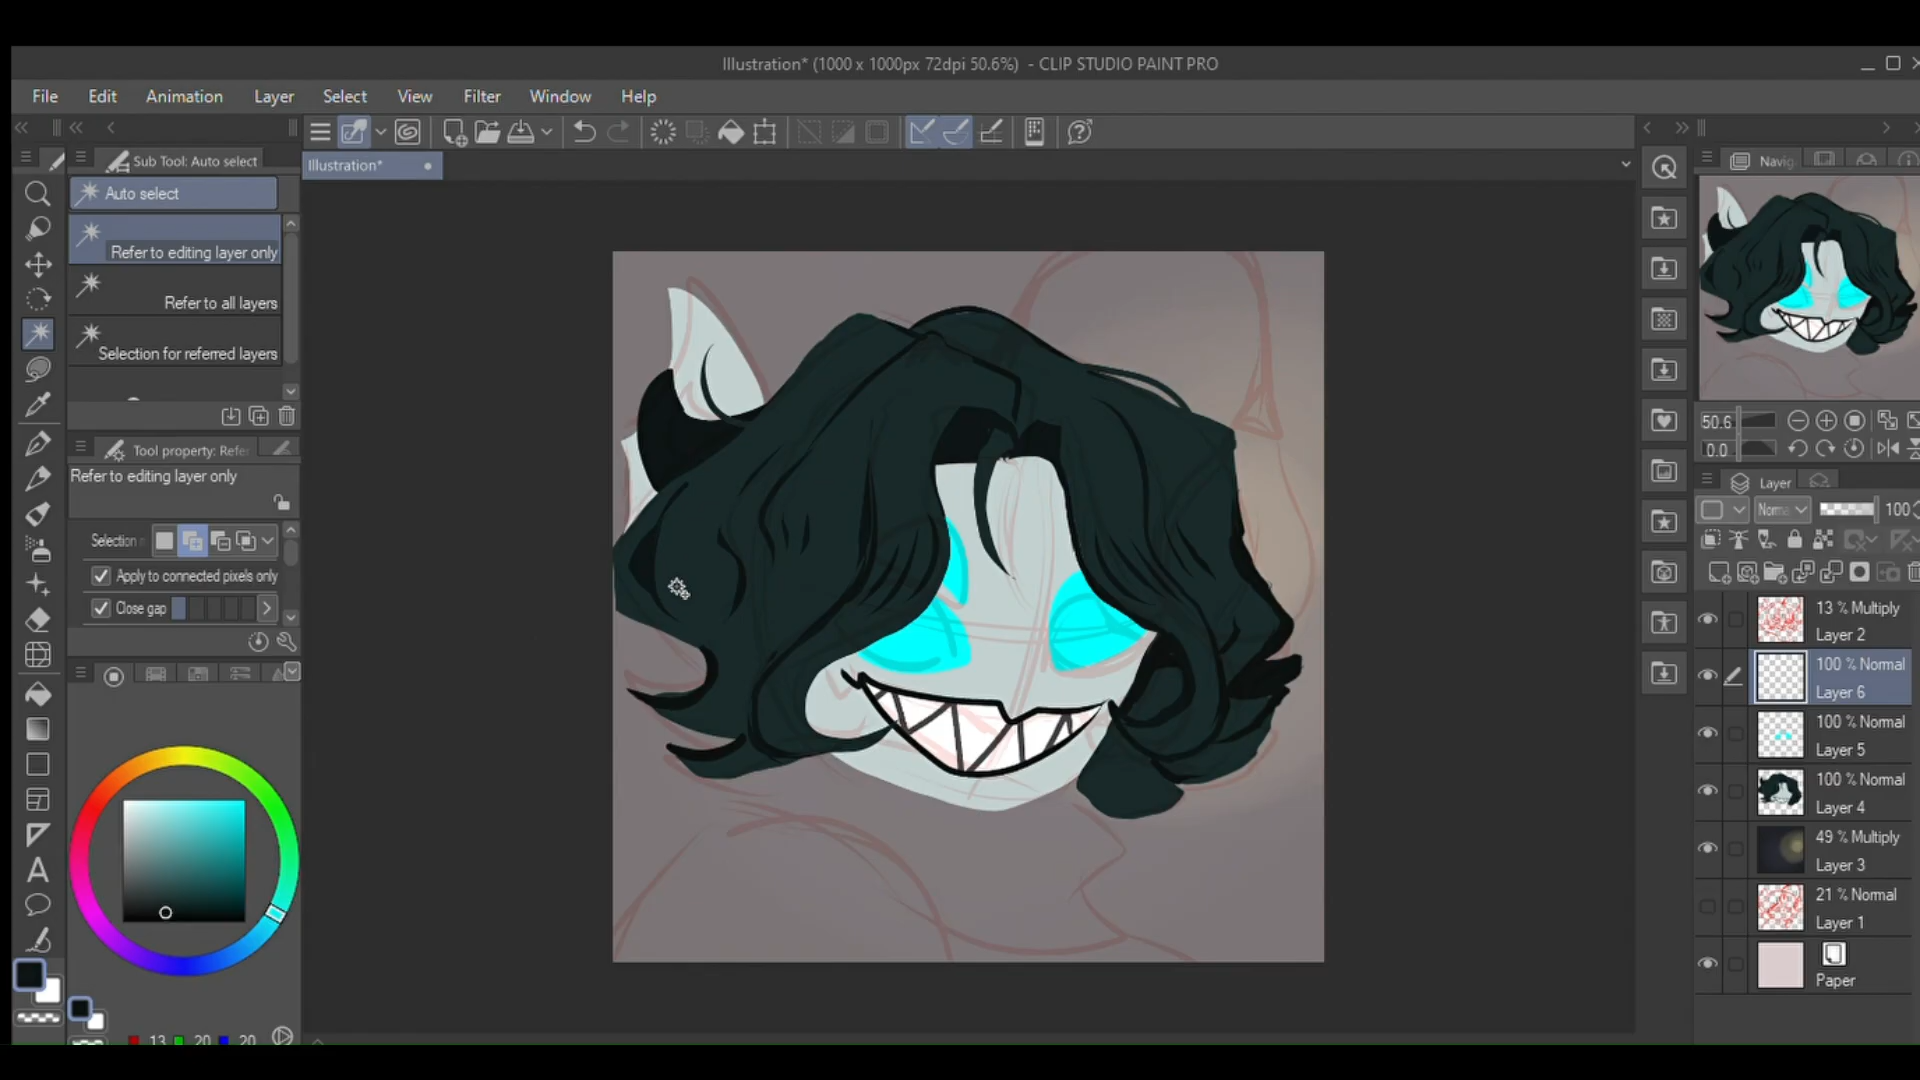 Illustration* (1000 x 1000px 72dpi 50.6%) - CLIP STUDIO PAINT PRO
File Edit Animation Layer Select View Filter Window Help
Sub Tool: Auto select
Illustration*
Navig
Auto select
Refer to editing layer only
Refer to all layers
Selection for referred layers
50.6
Tool property: Refer
0.0
Refer to editing layer only
Layer
Norma 100
Selection
Apply to connected pixels only
Close gap
13 % Multiply
Layer 2
100 % Normal
Layer 6
100 % Normal
Layer 5
100 % Normal
Layer 4
49 % Multiply
Layer 3
21 % Normal
Layer 1
Paper
13 20 20